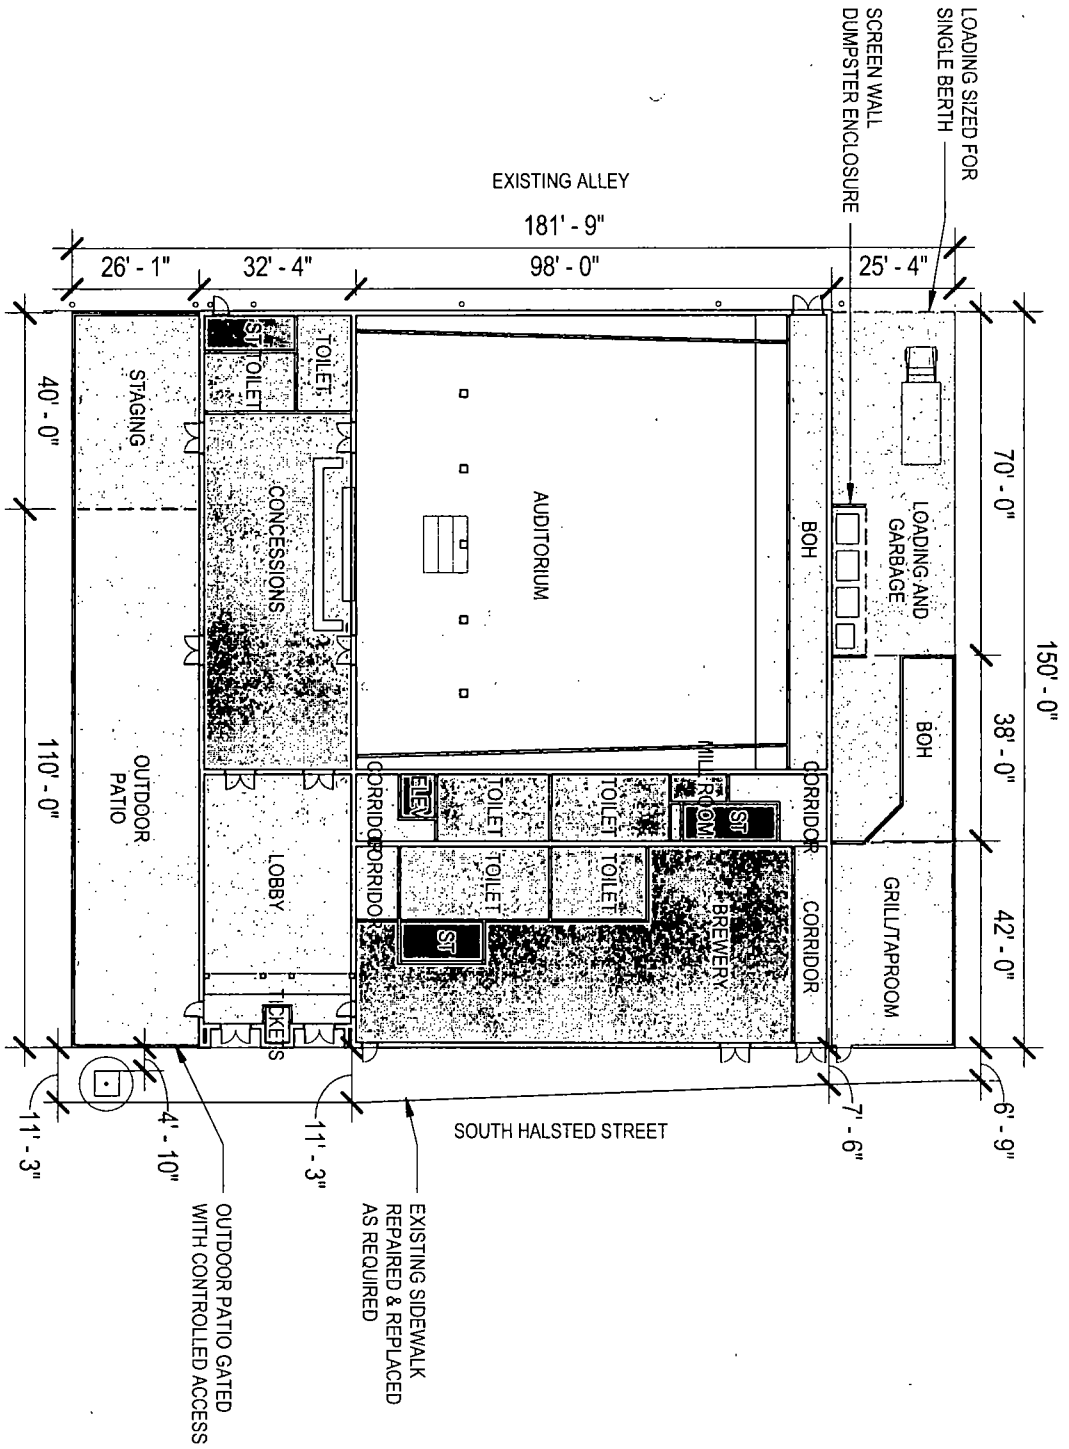 LOADING SIZED FOR
SINGLE BERTH
SCREEN WALL
DUMPSTER ENCLOSURE
EXISTING ALLEY
181' - 9"
26' - 1"
32' - 4"
98' - 0"
25' - 4"
150' - 0"
70' - 0"
38' - 0"
42' - 0"
6' - 9"
7' - 6"
40' - 0"
110' - 0"
11' - 3"
4' - 10"
11' - 3"
STAGING
OUTDOOR
PATIO
ST
TOILET
TOILET
CONCESSIONS
LOBBY
TICKETS
AUDITORIUM
BOH
LOADING AND
GARBAGE
BOH
GRILL/TAPROOM
CORRIDOR
ELEV
TOILET
TOILET
MILL
ROOM
ST
CORRIDOR
CORRIDOR
TOILET
TOILET
ST
BREWERY
CORRIDOR
SOUTH HALSTED STREET
EXISTING SIDEWALK
REPAIRED & REPLACED
AS REQUIRED
OUTDOOR PATIO GATED
WITH CONTROLLED ACCESS